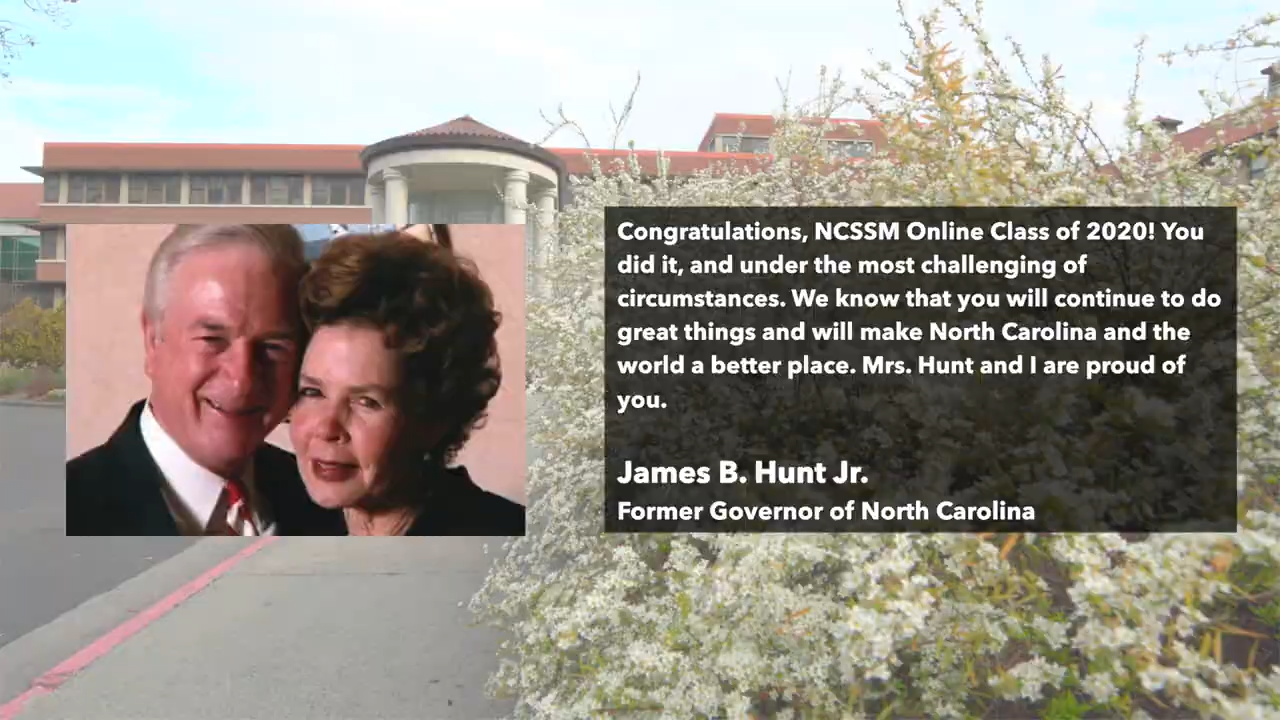 Congratulations, NCSSM Online Class of 2020! You
did it, and under the most challenging of
circumstances. We know that you will continue to do
great things and will make North Carolina and the
world a better place. Mrs. Hunt and I are proud of
you.
James B. Hunt Jr.
Former Governor of North Carolina